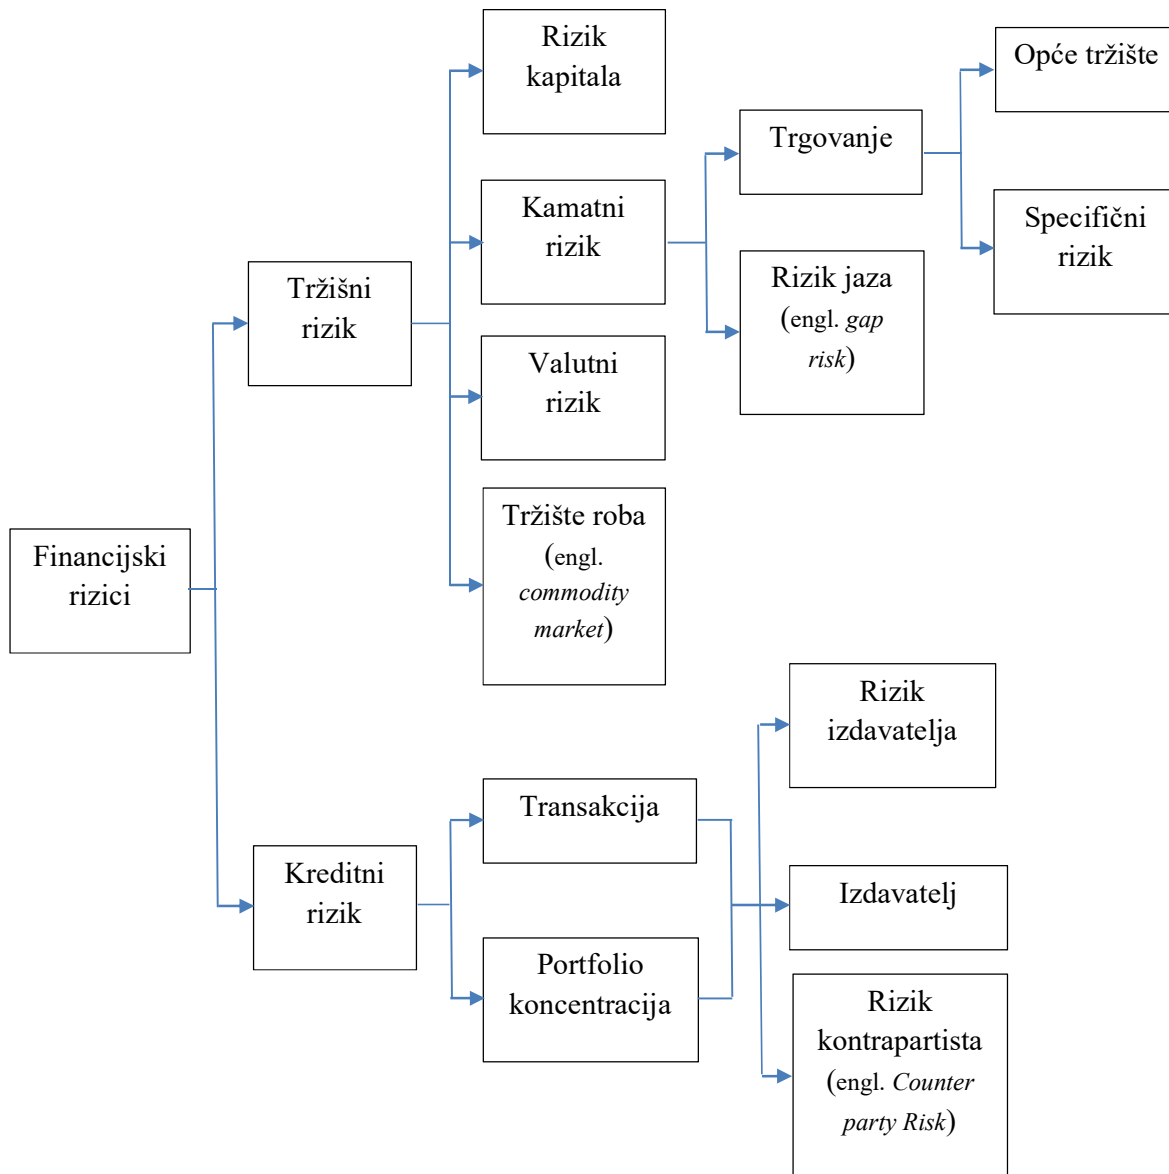 Rizik
kapitala
Opće tržište
Trgovanje
Kamatni
rizik
Specifični
rizik
Rizik jaza
(engl. gap
risk)
Tržišni
rizik
Valutni
rizik
Tržište roba
(engl.
commodity
market)
Financijski
rizici
Rizik
izdavatelja
Transakcija
Kreditni
rizik
Izdavatelj
Portfolio
koncentracija
Rizik
kontrapartista
(engl. Counter
party Risk)